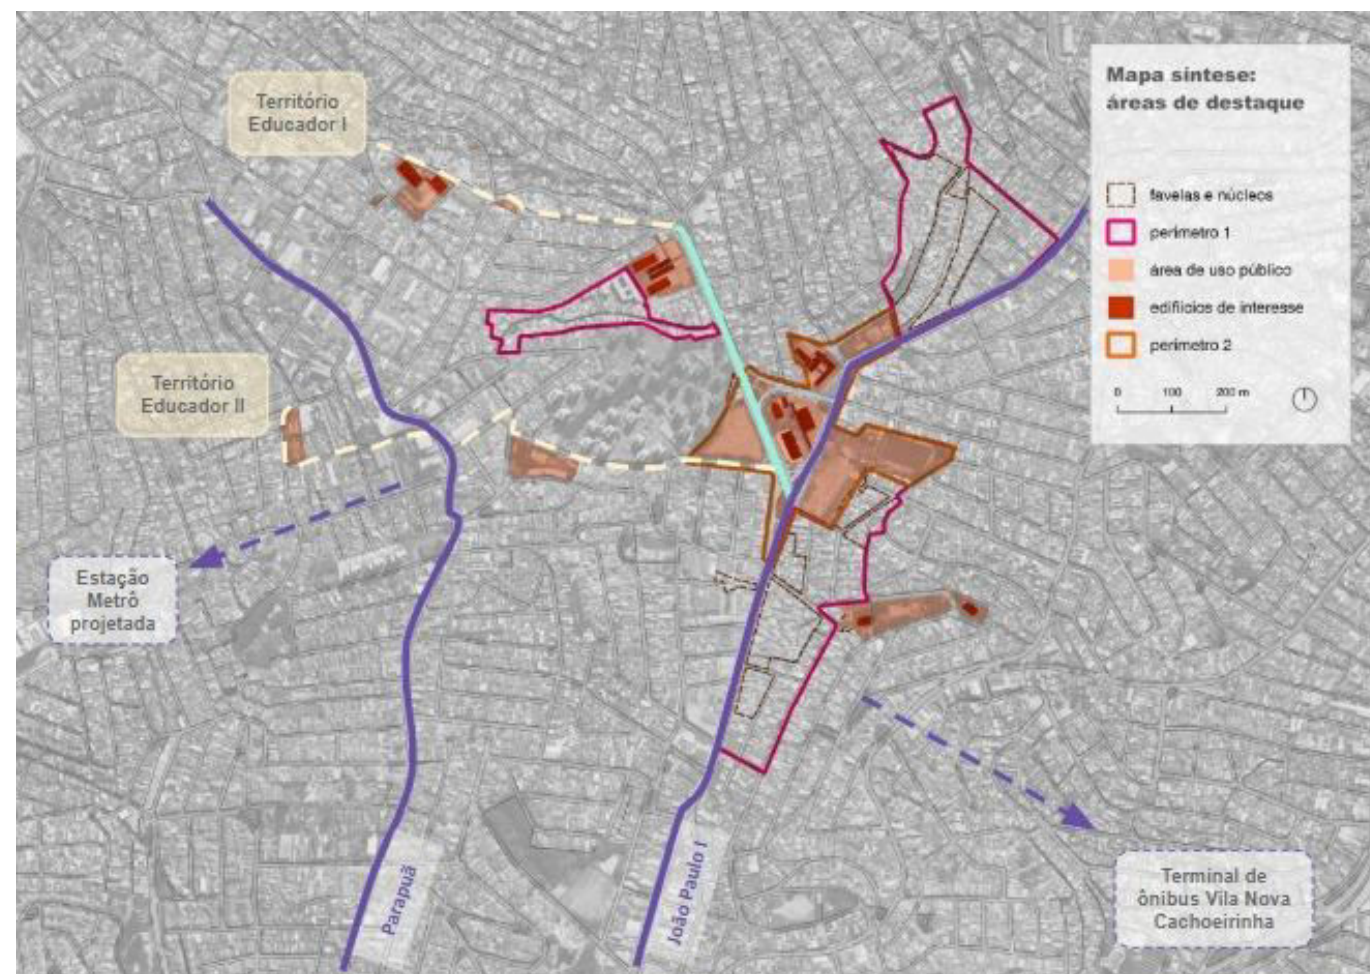 Mapa síntese:
áreas de destaque
favelas e núcleos
perímetro 1
área de uso público
edifícios de interesse
perímetro 2
0 100 200 m
Território
Educador I
Território
Educador II
Estação
Metrô
projetada
Parapuã
João Paulo I
Terminal de
ônibus Vila Nova
Cachoeirinha